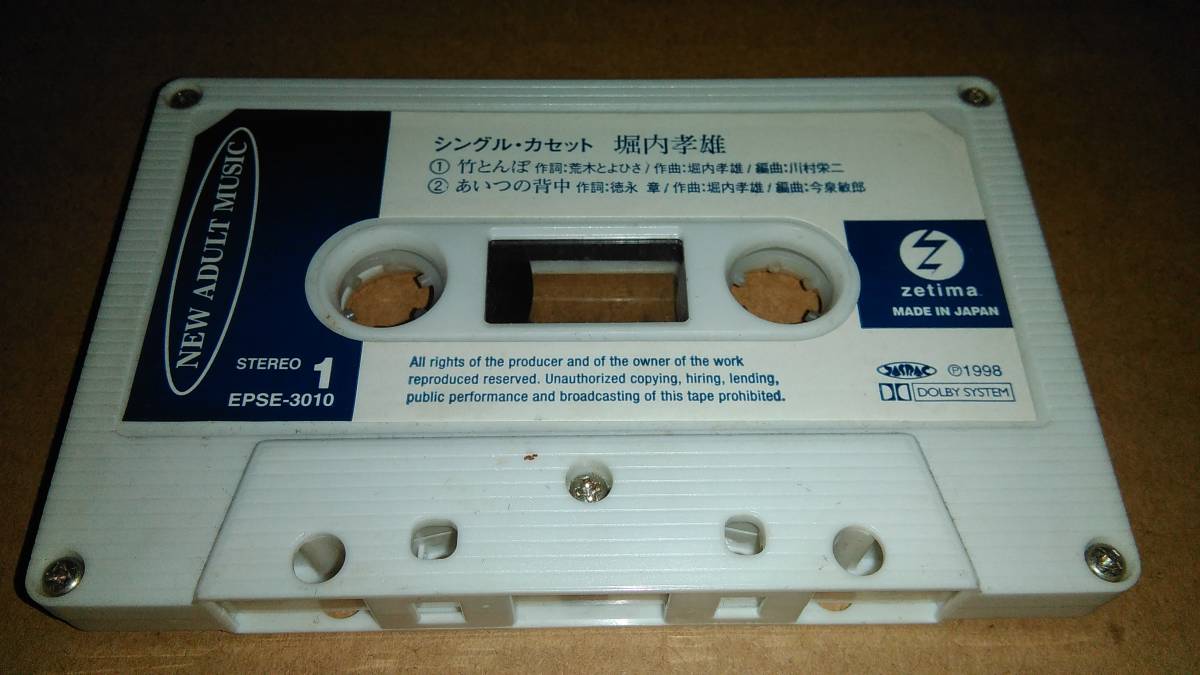 シングル・カセット 堀内孝雄
① 竹とんぼ 作詞:荒木とよひさ/作曲:堀内孝雄/編曲:川村栄二
② あいつの背中 作詞:徳永 章/作曲:堀内孝雄/編曲:今泉敏郎
NEW ADULT MUSIC
STEREO 1
EPSE-3010
zetima
MADE IN JAPAN
All rights of the producer and of the owner of the work
reproduced reserved. Unauthorized copying, hiring, lending,
public performance and broadcasting of this tape prohibited.
JASRAC ℗1998
DOLBY SYSTEM